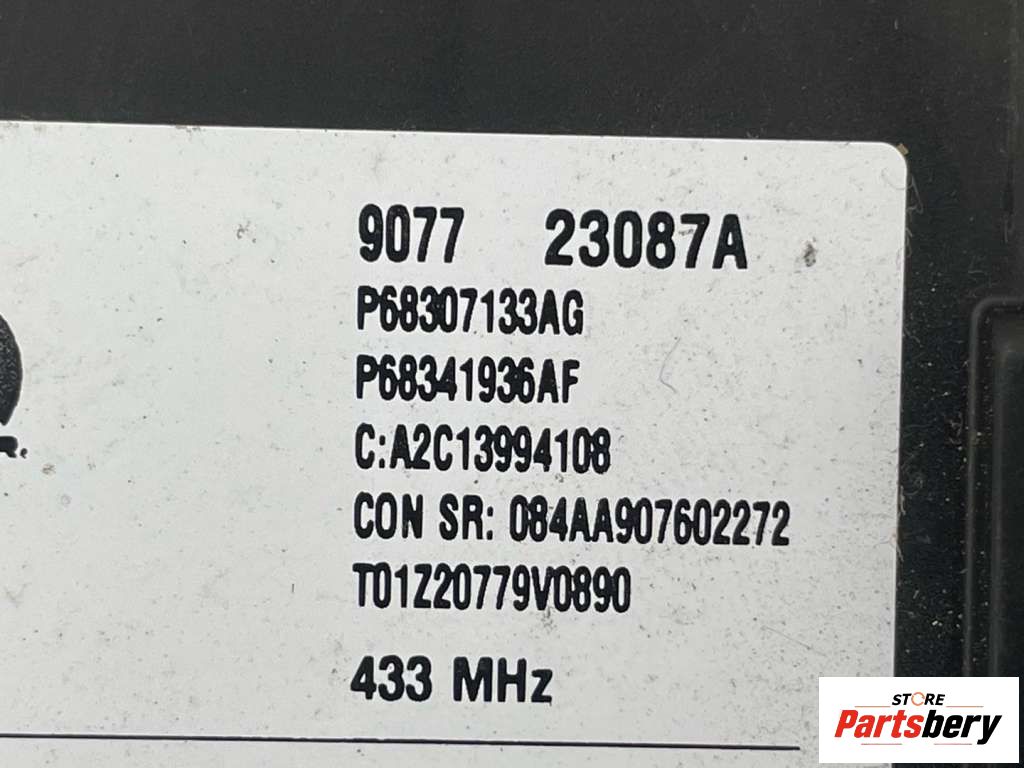 9077 23087A
P68307133AG
P68341936AF
C:A2C13994108
CON SR: 084AA907602272
T01Z20779V0890
R.
433 MHz
STORE
Partsbery